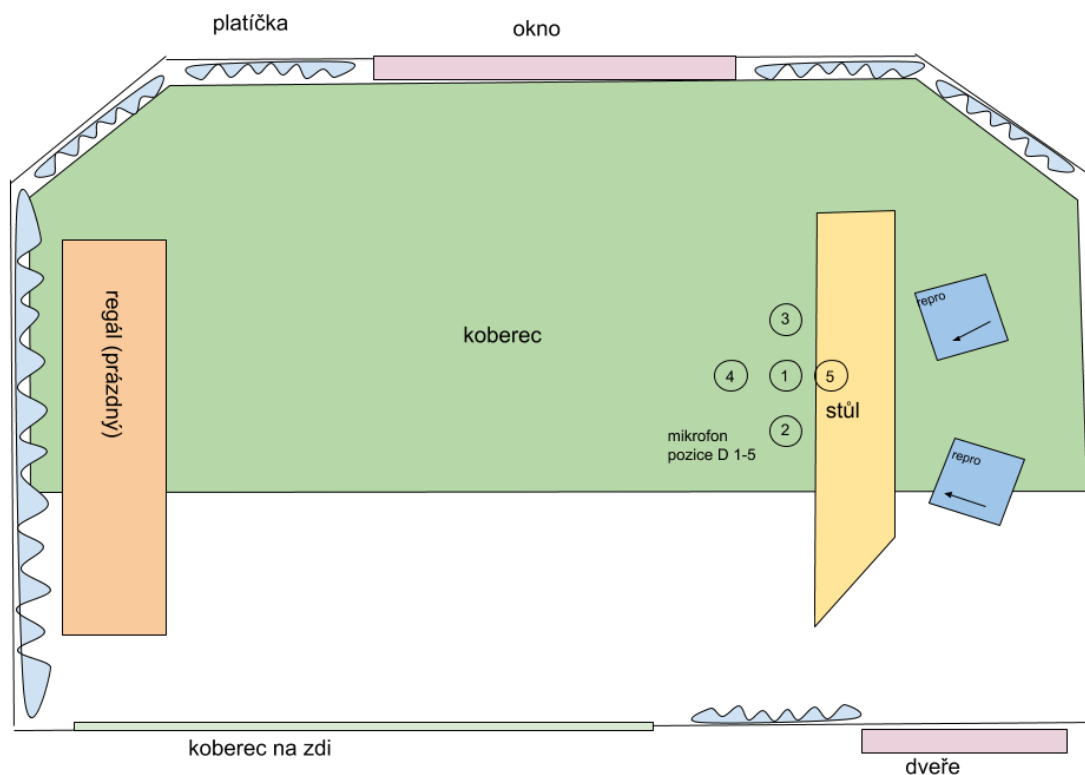 platíčka
okno
repro
regál (prázdný)
3
koberec
4
1
5
stůl
2
mikrofon
pozice D 1-5
repro
koberec na zdi
dveře